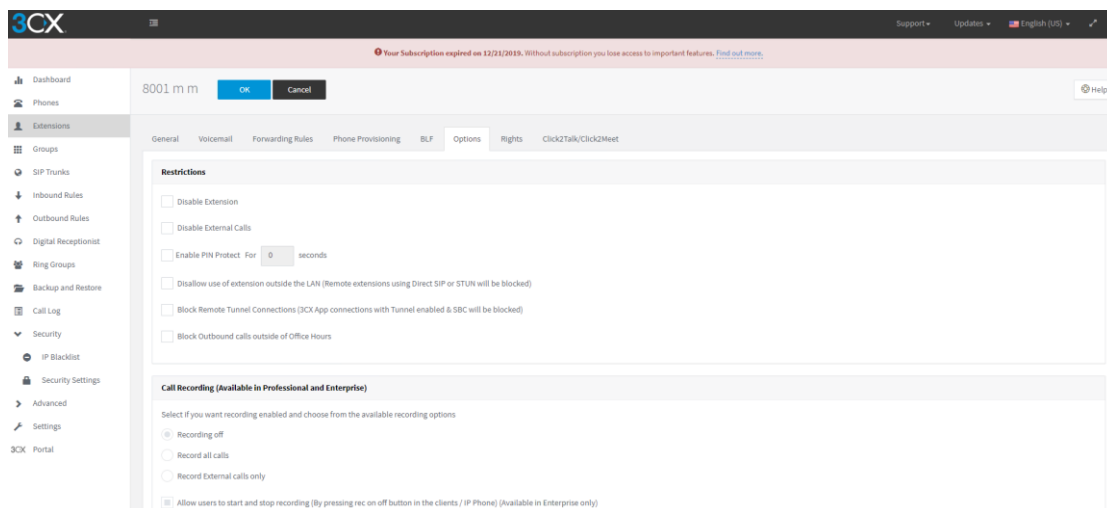 3CX
Support
Updates
English (US)
Your Subscription expired on 12/21/2019. Without subscription you lose access to important features. Find out more.
Dashboard
Phones
Extensions
Groups
SIP Trunks
Inbound Rules
Outbound Rules
Digital Receptionist
Ring Groups
Backup and Restore
Call Log
Security
IP Blacklist
Security Settings
Advanced
Settings
3CX Portal
8001 m m
OK
Cancel
Help
General
Voicemail
Forwarding Rules
Phone Provisioning
BLF
Options
Rights
Click2Talk/Click2Meet
Restrictions
Disable Extension
Disable External Calls
Enable PIN Protect For 0 seconds
Disallow use of extension outside the LAN (Remote extensions using Direct SIP or STUN will be blocked)
Block Remote Tunnel Connections (3CX App connections with Tunnel enabled & SBC will be blocked)
Block Outbound calls outside of Office Hours
Call Recording (Available in Professional and Enterprise)
Select if you want recording enabled and choose from the available recording options
Recording off
Record all calls
Record External calls only
Allow users to start and stop recording (By pressing rec on off button in the clients / IP Phone) (Available in Enterprise only)